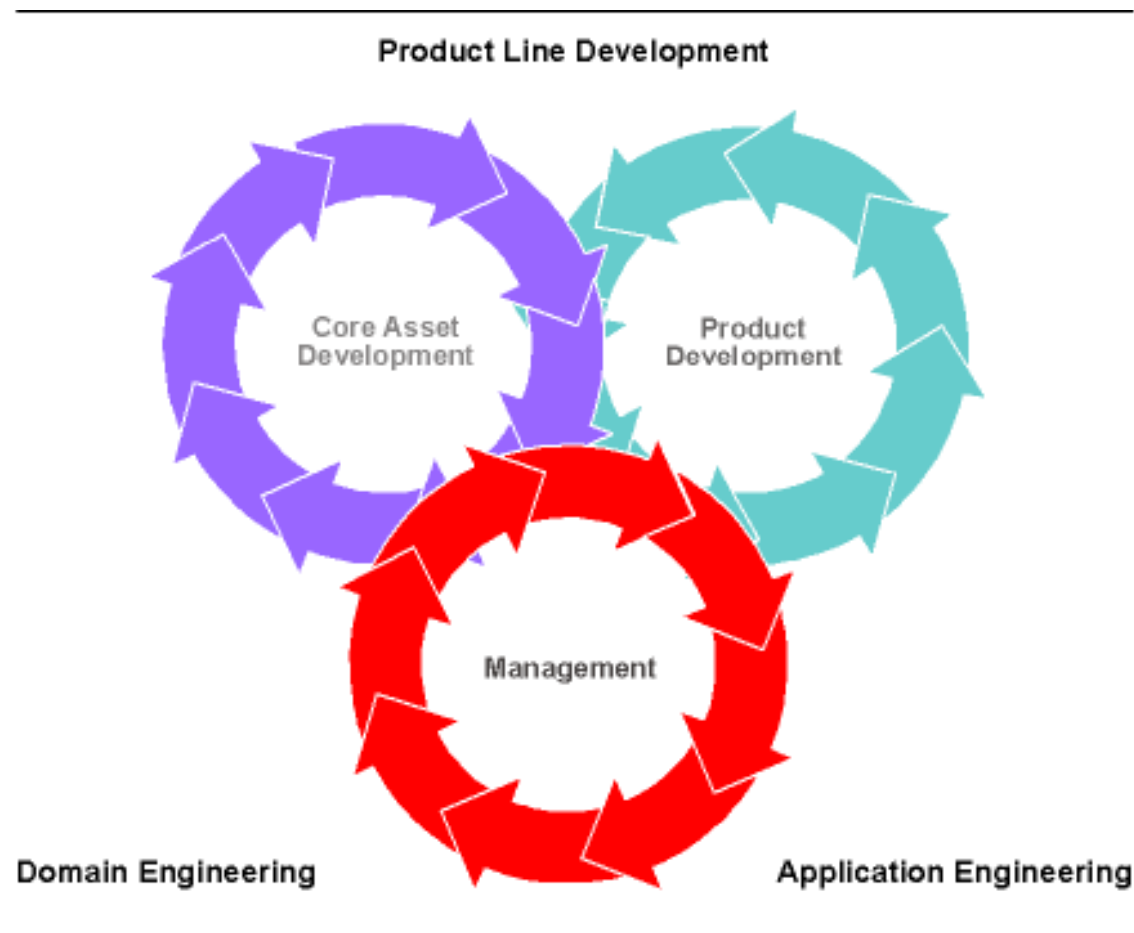 Product Line Development
Core Asset
Development
Product
Development
Management
Domain Engineering
Application Engineering